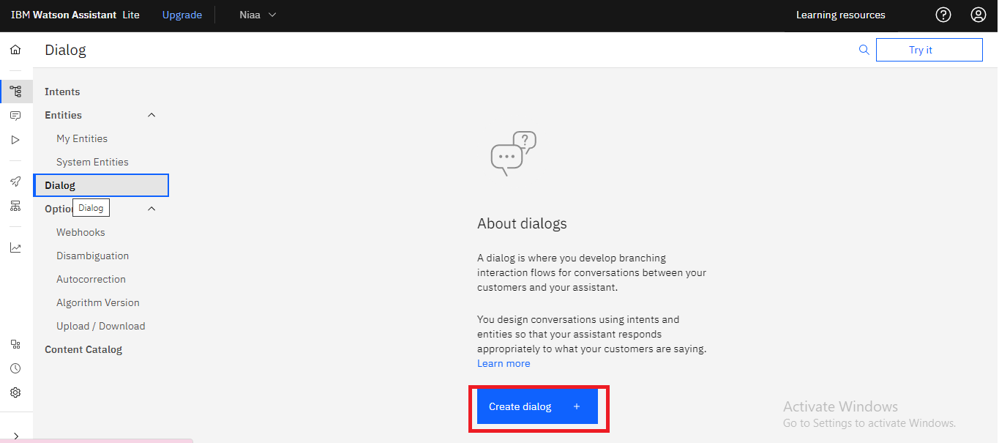 IBM Watson Assistant Lite Upgrade Niaa Learning resources
Dialog Try it
Intents
Entities
My Entities
System Entities
Dialog
Dialog
Webhooks
Disambiguation
Autocorrection
Algorithm Version
Upload / Download
Content Catalog
?
About dialogs
A dialog is where you develop branching
interaction flows for conversations between your
customers and your assistant.
You design conversations using intents and
entities so that your assistant responds
appropriately to what your customers are saying.
Learn more
Create dialog +
Activate Windows
Go to Settings to activate Windows.